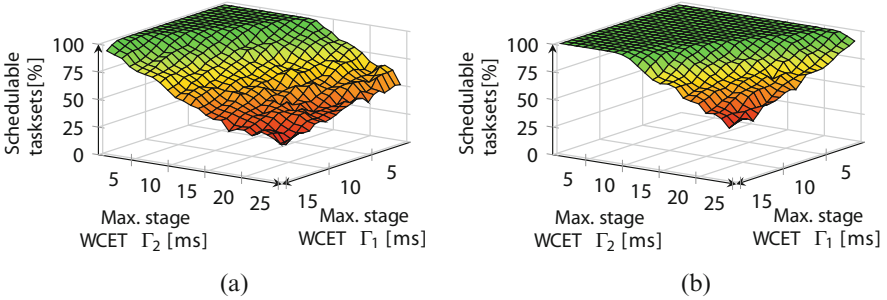 100
75
50
25
0
Schedulable
tasksets[%]
5
10
15
20
25
15
10
5
Max. stage
WCET Γ2 [ms]
Max. stage
WCET Γ1 [ms]
(a)
100
75
50
25
0
Schedulable
tasksets[%]
5
10
15
20
25
15
10
5
Max. stage
WCET Γ2 [ms]
Max. stage
WCET Γ1 [ms]
(b)